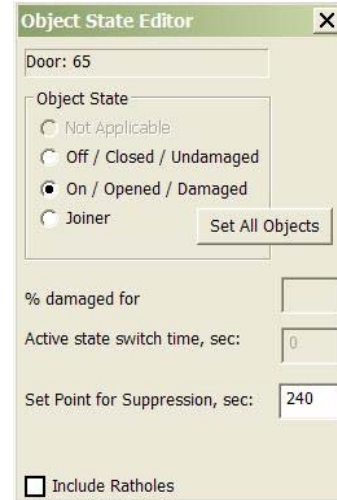 Object State Editor
Door: 65
Object State
Not Applicable
Off / Closed / Undamaged
On / Opened / Damaged
Joiner
Set All Objects
% damaged for
Active state switch time, sec: 0
Set Point for Suppression, sec: 240
Include Ratholes